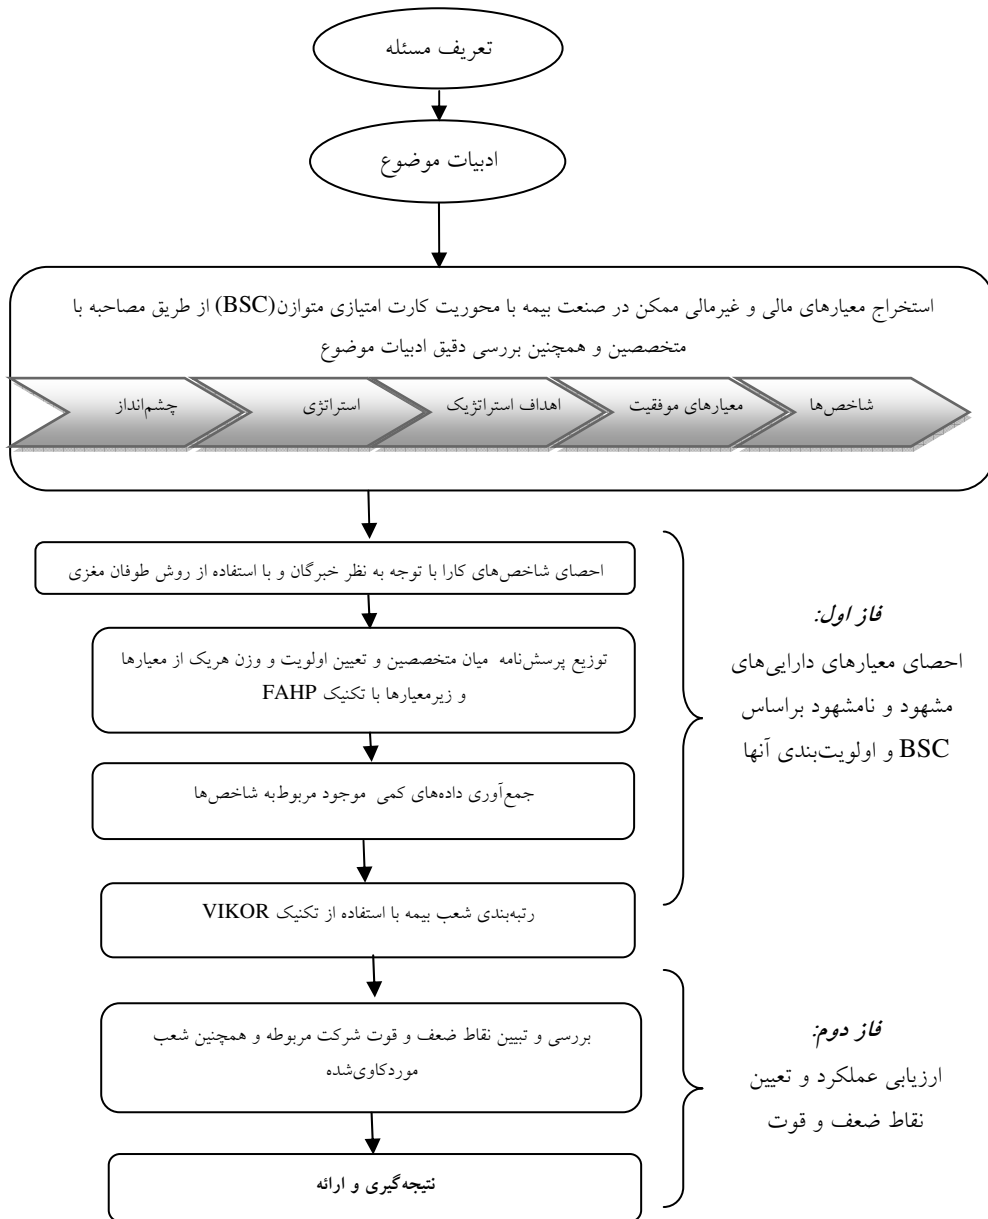 تعریف مسئله
ادبیات موضوع
استخراج معیارهای مالی و غیرمالی ممکن در صنعت بیمه با محوریت کارت امتیازی متوازن(BSC) از طریق مصاحبه با
متخصصین و همچنین بررسی دقیق ادبیات موضوع
چشم‌انداز
استراتژی
اهداف استراتژیک
معیارهای موفقیت
شاخص‌ها
احصای شاخص‌های کارا با توجه به نظر خبرگان و با استفاده از روش طوفان مغزی
توزیع پرسش‌نامه میان متخصصین و تعیین اولویت و وزن هریک از معیارها
و زیرمعیارها با تکنیک FAHP
جمع‌آوری داده‌های کمی موجود مربوط‌به شاخص‌ها
رتبه‌بندی شعب بیمه با استفاده از تکنیک VIKOR
فاز اول:
احصای معیارهای دارایی‌های
مشهود و نامشهود براساس
BSC و اولویت‌بندی آنها
بررسی و تبیین نقاط ضعف و قوت شرکت مربوطه و همچنین شعب
موردکاوی‌شده
نتیجه‌گیری و ارائه
فاز دوم:
ارزیابی عملکرد و تعیین
نقاط ضعف و قوت